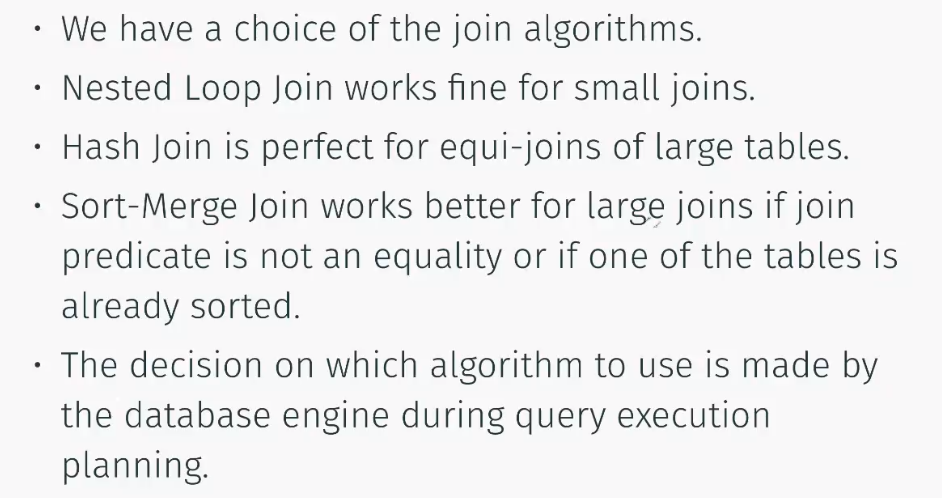 • We have a choice of the join algorithms.
• Nested Loop Join works fine for small joins.
• Hash Join is perfect for equi-joins of large tables.
• Sort-Merge Join works better for large joins if join
predicate is not an equality or if one of the tables is
already sorted.
• The decision on which algorithm to use is made by
the database engine during query execution
planning.